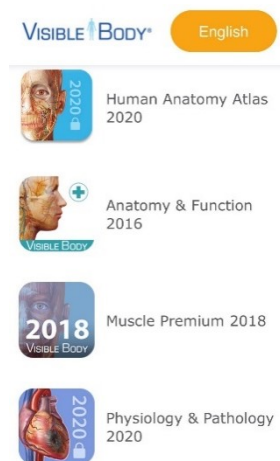 VISIBLE BODY®
English
2020
Human Anatomy Atlas
2020
Anatomy & Function
2016
VISIBLE BODY
2018
VISIBLE BODY
Muscle Premium 2018
2020
Physiology & Pathology
2020